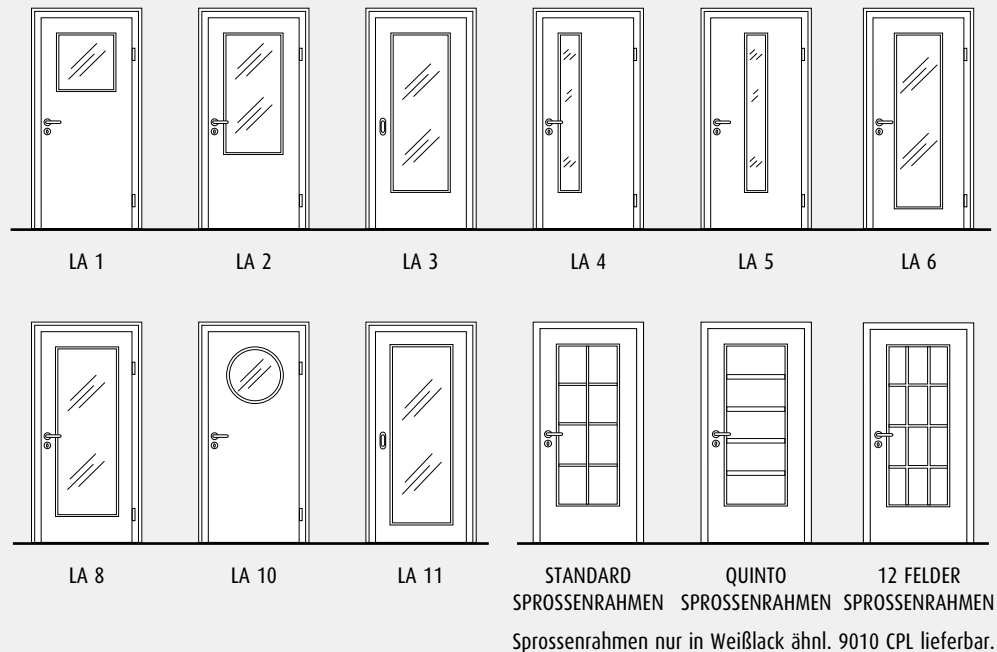 LA 1
LA 2
LA 3
LA 4
LA 5
LA 6
LA 8
LA 10
LA 11
STANDARD
SPROSSENRAHMEN
QUINTO
SPROSSENRAHMEN
12 FELDER
SPROSSENRAHMEN
Sprossenrahmen nur in Weißlack ähnl. 9010 CPL lieferbar.